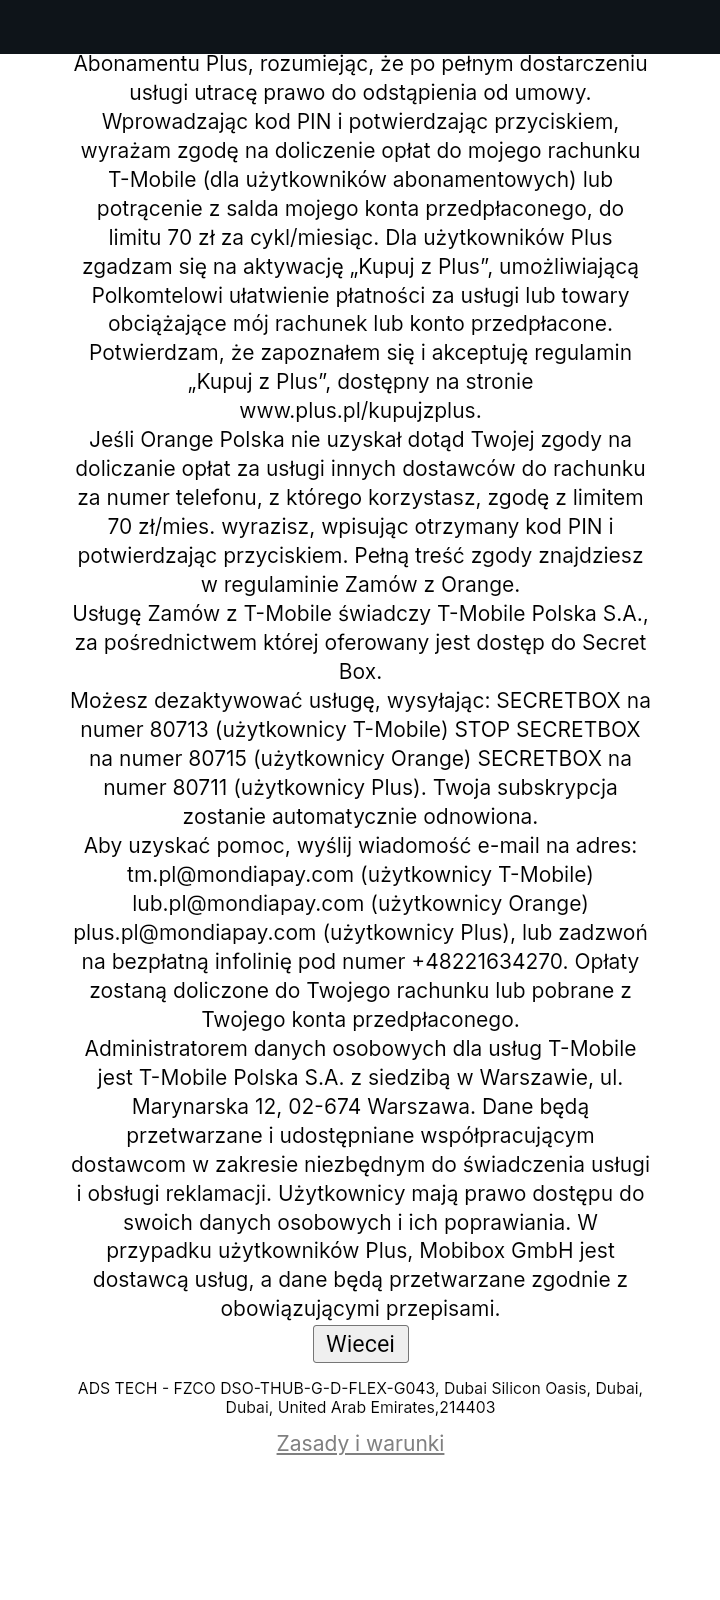 Abonamentu Plus, rozumiejąc, że po pełnym dostarczeniu
usługi utracę prawo do odstąpienia od umowy.
Wprowadzając kod PIN i potwierdzając przyciskiem,
wyrażam zgodę na doliczenie opłat do mojego rachunku
T-Mobile (dla użytkowników abonamentowych) lub
potrącenie z salda mojego konta przedpłaconego, do
limitu 70 zł za cykl/miesiąc. Dla użytkowników Plus
zgadzam się na aktywację „Kupuj z Plus”, umożliwiającą
Polkomtelowi ułatwienie płatności za usługi lub towary
obciążające mój rachunek lub konto przedpłacone.
Potwierdzam, że zapoznałem się i akceptuję regulamin
„Kupuj z Plus”, dostępny na stronie
www.plus.pl/kupujzplus.
Jeśli Orange Polska nie uzyskał dotąd Twojej zgody na
doliczanie opłat za usługi innych dostawców do rachunku
za numer telefonu, z którego korzystasz, zgodę z limitem
70 zł/mies. wyrazisz, wpisując otrzymany kod PIN i
potwierdzając przyciskiem. Pełną treść zgody znajdziesz
w regulaminie Zamów z Orange.
Usługę Zamów z T-Mobile świadczy T-Mobile Polska S.A.,
za pośrednictwem której oferowany jest dostęp do Secret
Box.
Możesz dezaktywować usługę, wysyłając: SECRETBOX na
numer 80713 (użytkownicy T-Mobile) STOP SECRETBOX
na numer 80715 (użytkownicy Orange) SECRETBOX na
numer 80711 (użytkownicy Plus). Twoja subskrypcja
zostanie automatycznie odnowiona.
Aby uzyskać pomoc, wyślij wiadomość e-mail na adres:
tm.pl@mondiapay.com (użytkownicy T-Mobile)
lub.pl@mondiapay.com (użytkownicy Orange)
plus.pl@mondiapay.com (użytkownicy Plus), lub zadzwoń
na bezpłatną infolinię pod numer +48221634270. Opłaty
zostaną doliczone do Twojego rachunku lub pobrane z
Twojego konta przedpłaconego.
Administratorem danych osobowych dla usług T-Mobile
jest T-Mobile Polska S.A. z siedzibą w Warszawie, ul.
Marynarska 12, 02-674 Warszawa. Dane będą
przetwarzane i udostępniane współpracującym
dostawcom w zakresie niezbędnym do świadczenia usługi
i obsługi reklamacji. Użytkownicy mają prawo dostępu do
swoich danych osobowych i ich poprawiania. W
przypadku użytkowników Plus, Mobibox GmbH jest
dostawcą usług, a dane będą przetwarzane zgodnie z
obowiązującymi przepisami.
Wiecei
ADS TECH - FZCO DSO-THUB-G-D-FLEX-G043, Dubai Silicon Oasis, Dubai,
Dubai, United Arab Emirates,214403
Zasady i warunki